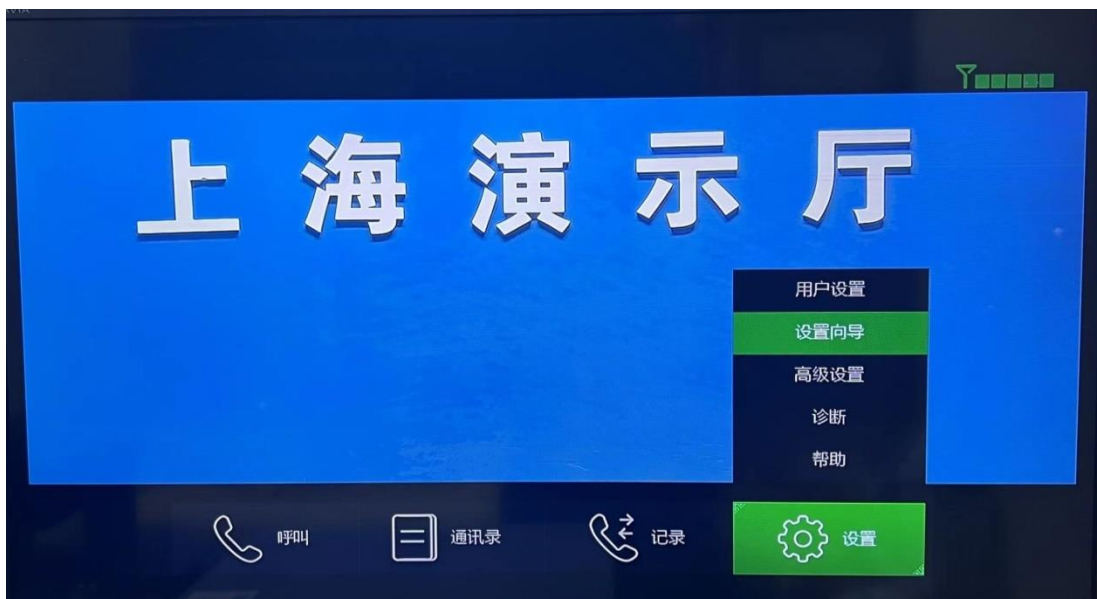 上海演示厅
用户设置
设置向导
高级设置
诊断
帮助
呼叫 通讯录 记录 设置